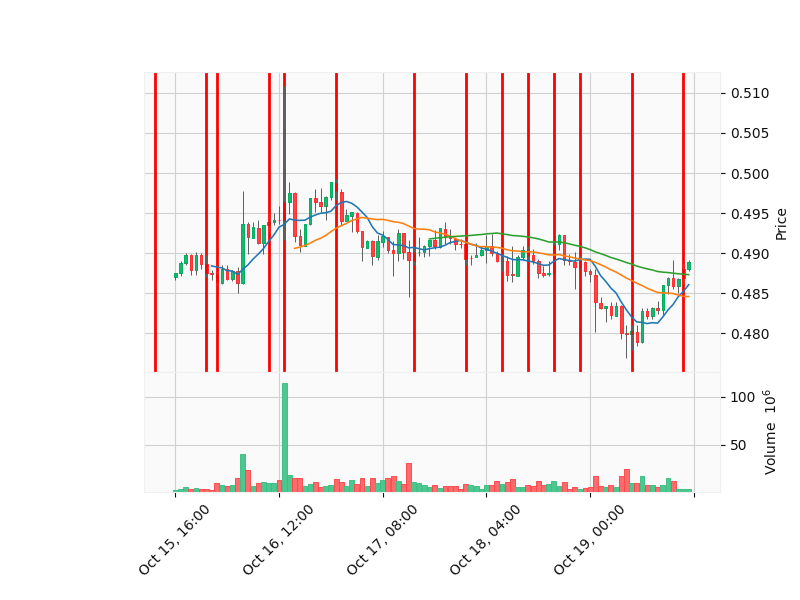 0.510
0.505
0.500
0.495
0.490
0.485
0.480
Price
100
50
Volume 10^6
Oct 15, 16:00
Oct 16, 12:00
Oct 17, 08:00
Oct 18, 04:00
Oct 19, 00:00